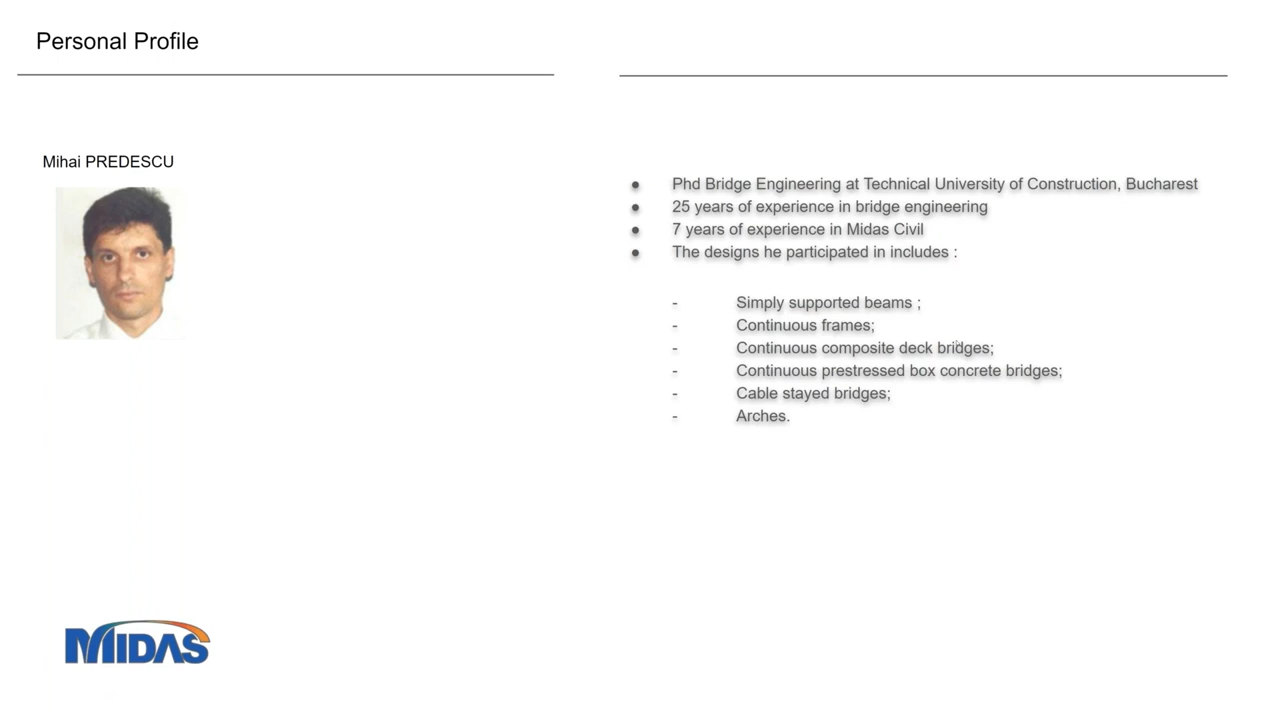 Personal Profile
Mihai PREDESCU
● Phd Bridge Engineering at Technical University of Construction, Bucharest
● 25 years of experience in bridge engineering
● 7 years of experience in Midas Civil
● The designs he participated in includes :
- Simply supported beams ;
- Continuous frames;
- Continuous composite deck bridges;
- Continuous prestressed box concrete bridges;
- Cable stayed bridges;
- Arches.
MIDAS